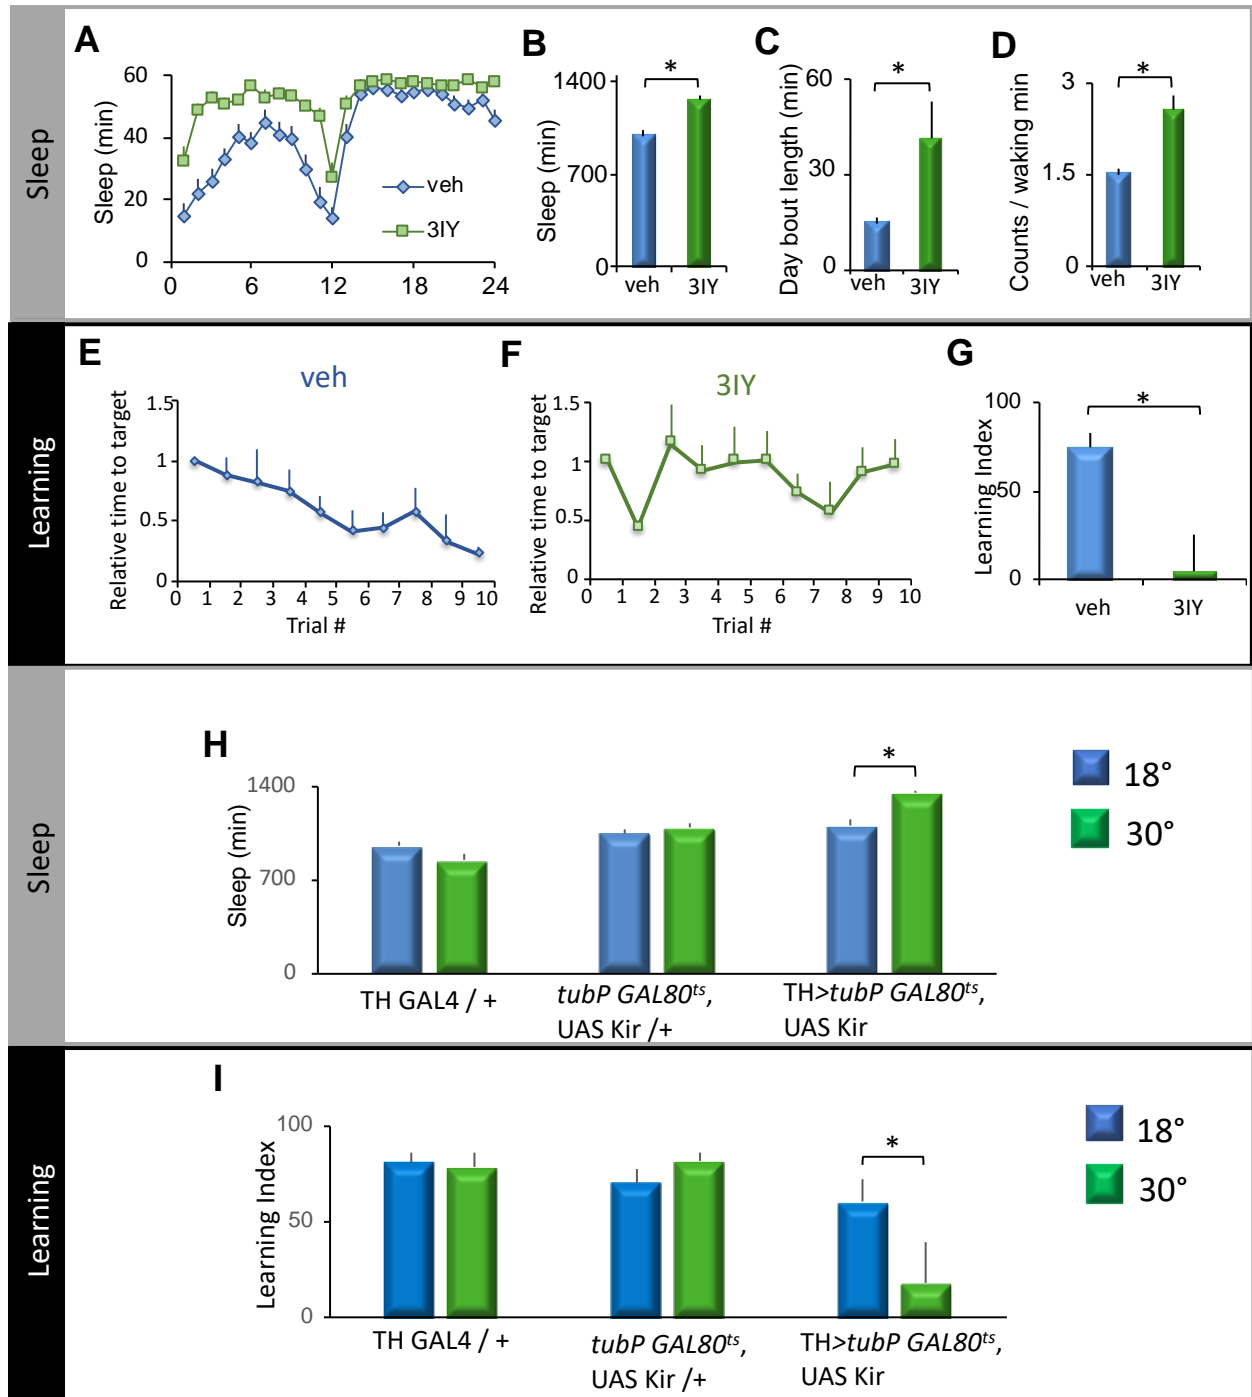 Sleep
A
Sleep (min)
60
40
20
0
0 6 12 18 24
veh
3IY
B
Sleep (min)
1400
700
0
*
veh 3IY
C
Day bout length (min)
60
30
0
*
veh 3IY
D
Counts / waking min
3
1.5
0
*
veh 3IY
Learning
E
veh
Relative time to target
1.5
1
0.5
0
0 1 2 3 4 5 6 7 8 9 10
Trial #
F
3IY
Relative time to target
1.5
1
0.5
0
0 1 2 3 4 5 6 7 8 9 10
Trial #
G
Learning Index
100
50
0
*
veh 3IY
Sleep
H
Sleep (min)
1400
700
0
*
TH GAL4 / +
tubP GAL80ts,
UAS Kir /+
TH>tubP GAL80ts,
UAS Kir
18°
30°
Learning
I
Learning Index
100
50
0
*
TH GAL4 / +
tubP GAL80ts,
UAS Kir /+
TH>tubP GAL80ts,
UAS Kir
18°
30°